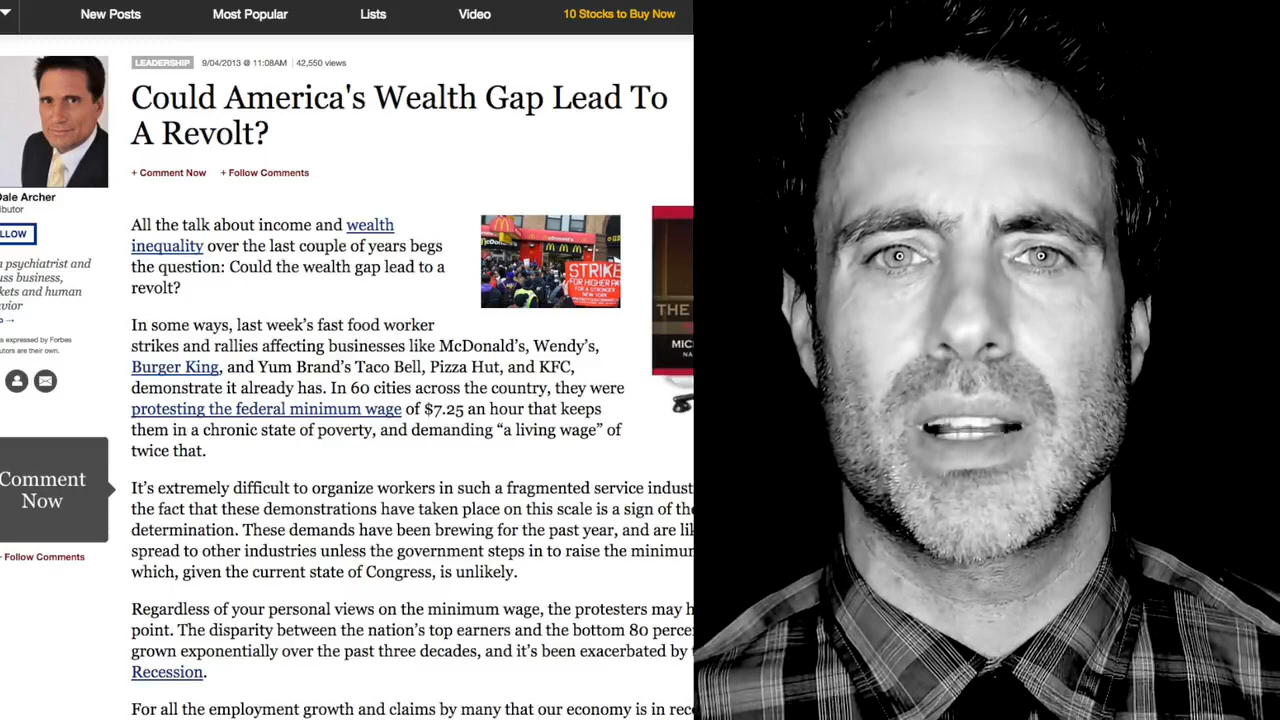 New Posts Most Popular Lists Video 10 Stocks to Buy Now
LEADERSHIP 9/04/2013 @ 11:08AM 42,550 views
Could America's Wealth Gap Lead To
A Revolt?
+ Comment Now + Follow Comments
Dale Archer
All the talk about income and wealth
inequality over the last couple of years begs
the question: Could the wealth gap lead to a
revolt?
STRIKE
FOR HIGHER PAY
FOR A STRONGER
NEW YORK
THE
In some ways, last week's fast food worker
strikes and rallies affecting businesses like McDonald's, Wendy's,
Burger King, and Yum Brand's Taco Bell, Pizza Hut, and KFC,
demonstrate it already has. In 60 cities across the country, they were
protesting the federal minimum wage of $7.25 an hour that keeps
them in a chronic state of poverty, and demanding “a living wage” of
twice that.
psychiatrist and
business,
and human
Comment
Now
+ Follow Comments
It's extremely difficult to organize workers in such a fragmented service
the fact that these demonstrations have taken place on this scale is a sign of
determination. These demands have been brewing for the past year, and are
spread to other industries unless the government steps in to raise the
which, given the current state of Congress, is unlikely.
Regardless of your personal views on the minimum wage, the protesters may
point. The disparity between the nation's top earners and the bottom 80
grown exponentially over the past three decades, and it's been exacerbated by
Recession.
For all the employment growth and claims by many that our economy is in